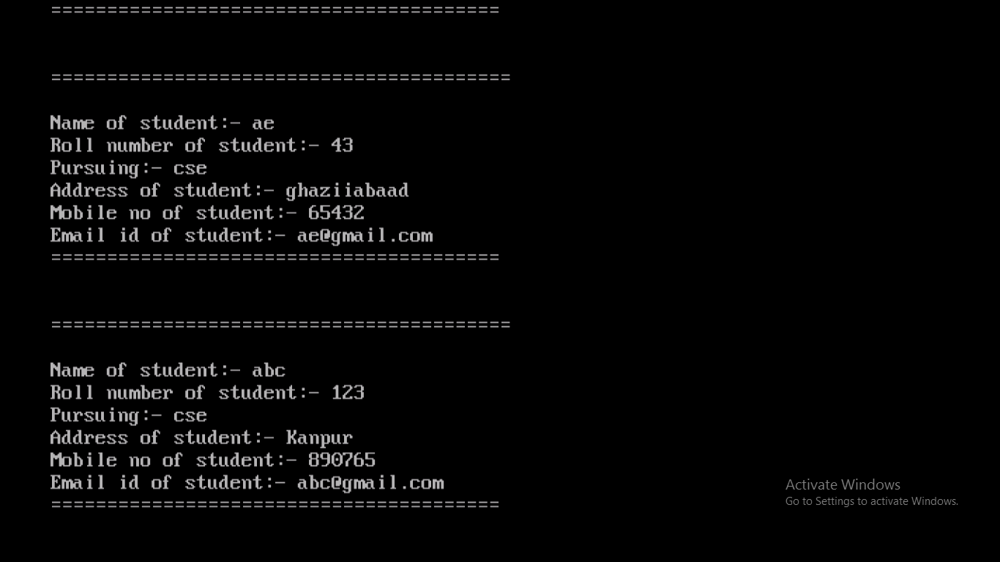 ========================================
=========================================
Name of student:- ae
Roll number of student:- 43
Pursuing:- cse
Address of student:- ghaziiabaad
Mobile no of student:- 65432
Email id of student:- ae@gmail.com
========================================
=========================================
Name of student:- abc
Roll number of student:- 123
Pursuing:- cse
Address of student:- Kanpur
Mobile no of student:- 890765
Email id of student:- abc@gmail.com
========================================
Activate Windows
Go to Settings to activate Windows.